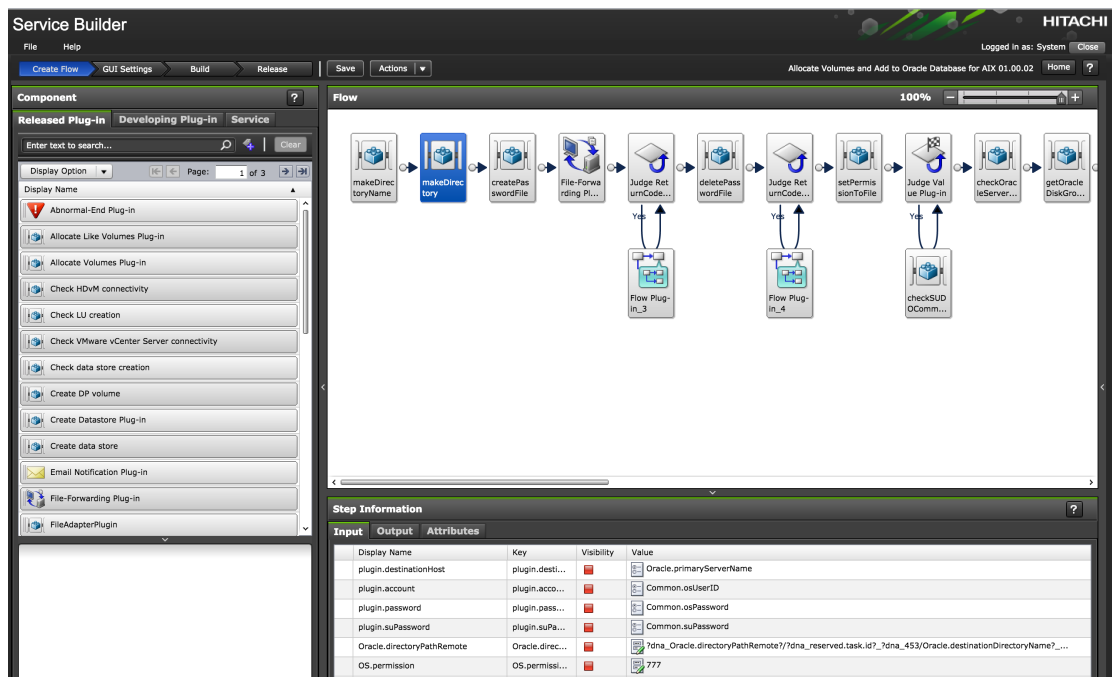 Service Builder
HITACHI
File Help
Logged in as: System Close
Create Flow GUI Settings Build Release
Save Actions
Allocate Volumes and Add to Oracle Database for AIX 01.00.02 Home ?
Component ?
Released Plug-in Developing Plug-in Service
Enter text to search... Clear
Display Option Page: 1 of 3
Display Name
Abnormal-End Plug-in
Allocate Like Volumes Plug-in
Allocate Volumes Plug-in
Check HDvM connectivity
Check LU creation
Check VMware vCenter Server connectivity
Check data store creation
Create DP volume
Create Datastore Plug-in
Create data store
Email Notification Plug-in
File-Forwarding Plug-in
FileAdapterPlugin
Flow 100%
makeDirec
toryName
makeDirec
tory
createPas
swordFile
File-Forwa
rding Pl...
Judge Ret
urnCode...
deletePass
wordFile
Judge Ret
urnCode...
setPermis
sionToFile
Judge Val
ue Plug-in
checkOrac
leServer...
getOracle
DiskGro...
Yes
Yes
Yes
Flow Plug-
in_3
Flow Plug-
in_4
checkSUD
OComm...
Step Information ?
Input Output Attributes
Display Name Key Visibility Value
plugin.destinationHost plugin.desti... Oracle.primaryServerName
plugin.account plugin.acco... Common.osUserID
plugin.password plugin.pass... Common.osPassword
plugin.suPassword plugin.suPa... Common.suPassword
Oracle.directoryPathRemote Oracle.direc... ?dna_Oracle.directoryPathRemote?/?dna_reserved.task.id?_?dna_453/Oracle.destinationDirectoryName?_...
OS.permission OS.permissi... 777